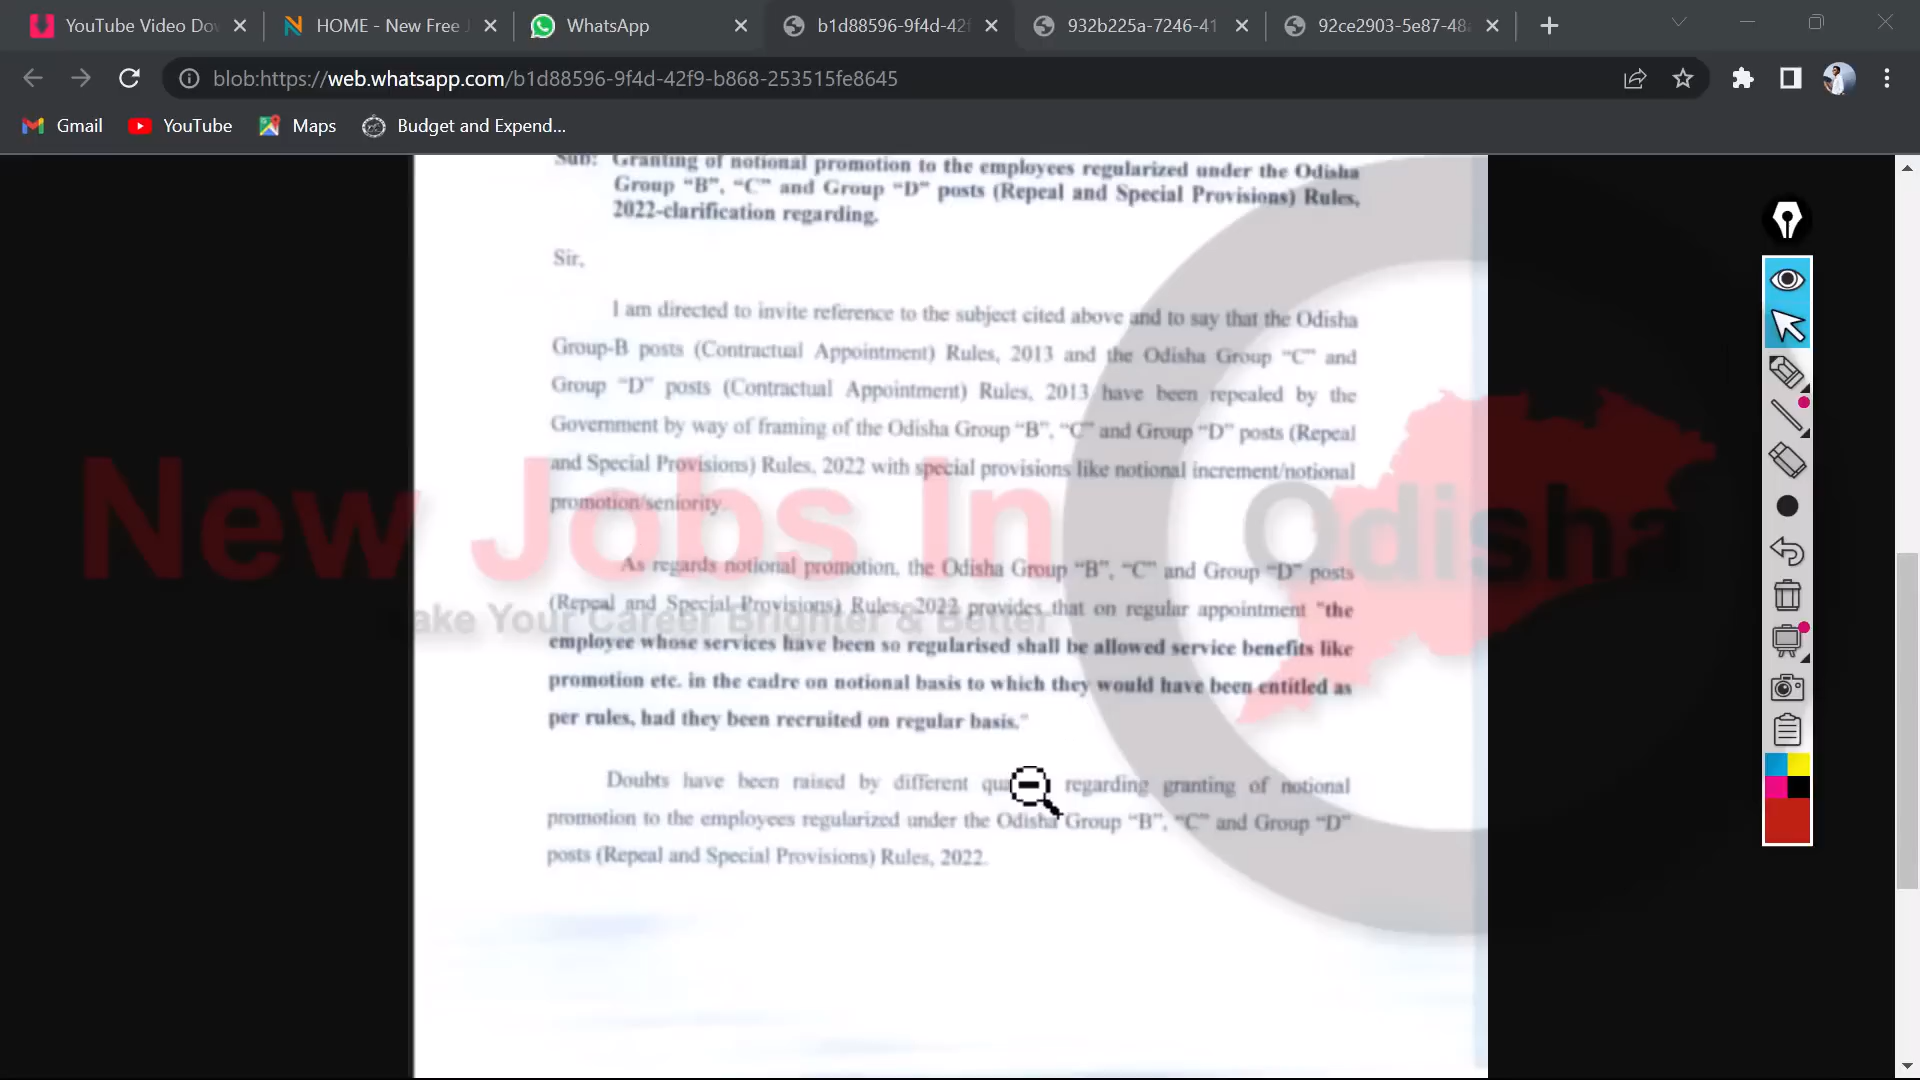 YouTube Video Dow
HOME - New Free J
WhatsApp
b1d88596-9f4d-42f
932b225a-7246-41
92ce2903-5e87-48a
blob:https://web.whatsapp.com/b1d88596-9f4d-42f9-b868-253515fe8645
Gmail
YouTube
Maps
Budget and Expend...
Sub: Granting of notional promotion to the employees regularized under the Odisha
Group “B”, “C” and Group “D” posts (Repeal and Special Provisions) Rules,
2022-clarification regarding.
Sir,
I am directed to invite reference to the subject cited above and to say that the Odisha
Group-B posts (Contractual Appointment) Rules, 2013 and the Odisha Group “C” and
Group “D” posts (Contractual Appointment) Rules, 2013 have been repealed by the
Government by way of framing of the Odisha Group “B”, “C” and Group “D” posts (Repeal
and Special Provisions) Rules, 2022 with special provisions like notional increment/notional
promotion/seniority.
New Jobs In Odisha
As regards notional promotion, the Odisha Group “B”, “C” and Group “D” posts
(Repeal and Special Provisions) Rules, 2022 provides that on regular appointment "the
ake Your Career Brighter & Better
employee whose services have been so regularised shall be allowed service benefits like
promotion etc. in the cadre on notional basis to which they would have been entitled as
per rules, had they been recruited on regular basis."
Doubts have been raised by different regarding granting of notional
promotion to the employees regularized under the Odisha Group “B”, “C” and Group “D”
posts (Repeal and Special Provisions) Rules, 2022.